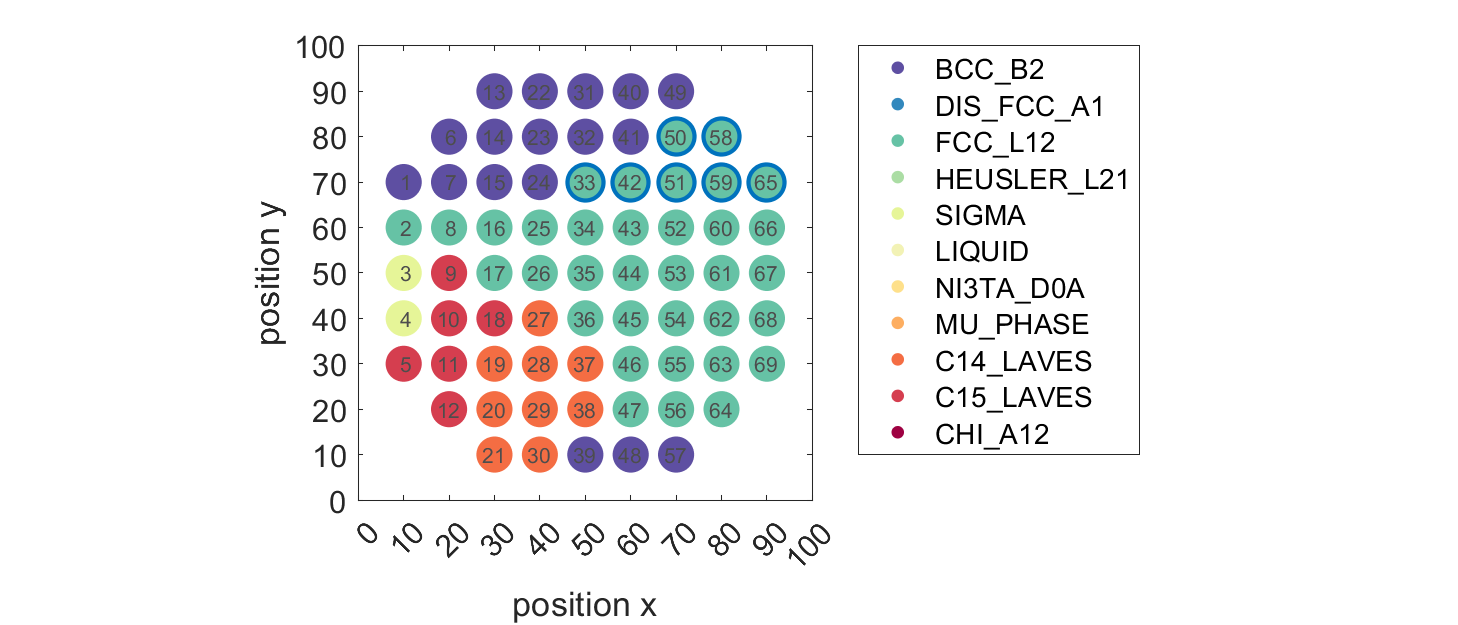 100
90
80
70
60
50
40
30
20
10
0
13 22 31 40 49
6 14 23 32 41 50 58
1 7 15 24 33 42 51 59 65
2 8 16 25 34 43 52 60 66
3 9 17 26 35 44 53 61 67
4 10 18 27 36 45 54 62 68
5 11 19 28 37 46 55 63 69
12 20 29 38 47 56 64
21 30 39 48 57
0 10 20 30 40 50 60 70 80 90 100
position x
position y
BCC_B2
DIS_FCC_A1
FCC_L12
HEUSLER_L21
SIGMA
LIQUID
NI3TA_D0A
MU_PHASE
C14_LAVES
C15_LAVES
CHI_A12